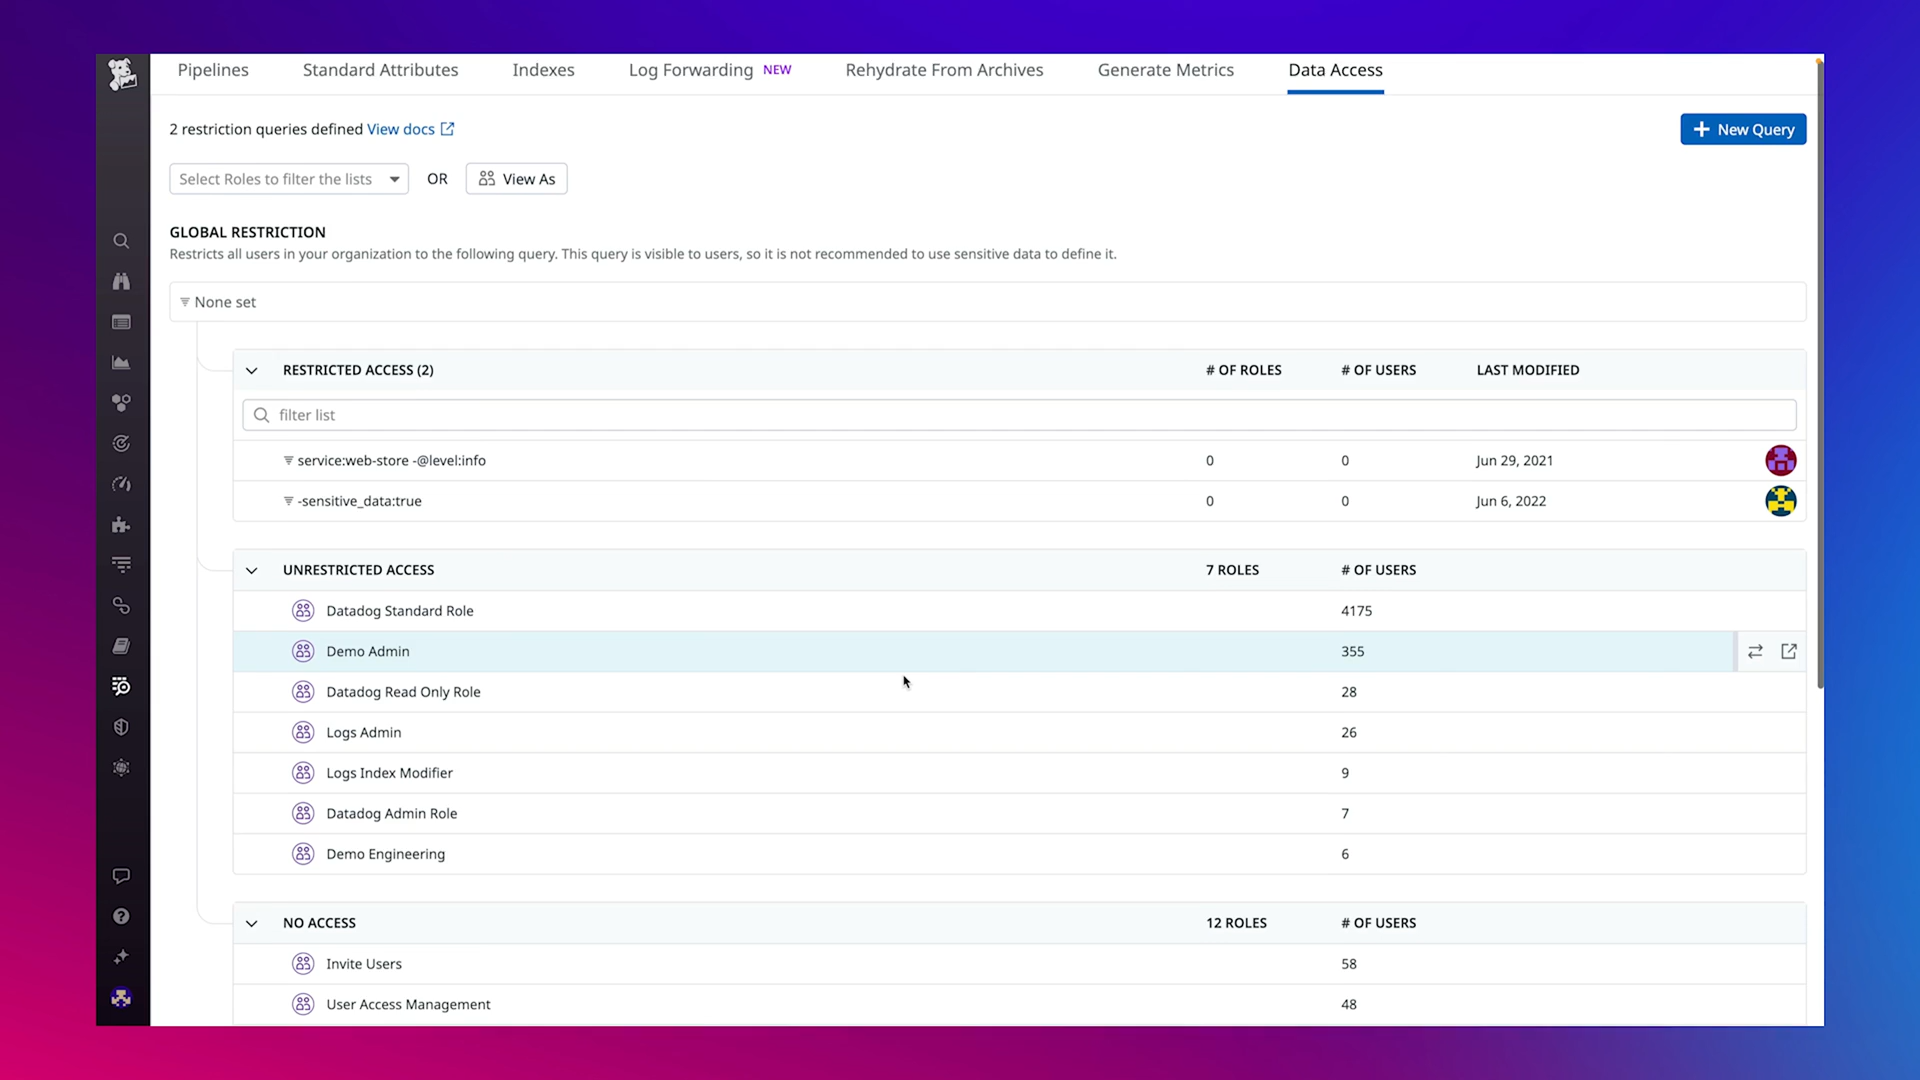 Pipelines Standard Attributes Indexes Log Forwarding NEW Rehydrate From Archives Generate Metrics Data Access
2 restriction queries defined View docs
New Query
Select Roles to filter the lists OR View As
GLOBAL RESTRICTION
Restricts all users in your organization to the following query. This query is visible to users, so it is not recommended to use sensitive data to define it.
None set
RESTRICTED ACCESS (2) # OF ROLES # OF USERS LAST MODIFIED
filter list
service:web-store -@level:info 0 0 Jun 29, 2021
-sensitive_data:true 0 0 Jun 6, 2022
UNRESTRICTED ACCESS 7 ROLES # OF USERS
Datadog Standard Role 4175
Demo Admin 355
Datadog Read Only Role 28
Logs Admin 26
Logs Index Modifier 9
Datadog Admin Role 7
Demo Engineering 6
NO ACCESS 12 ROLES # OF USERS
Invite Users 58
User Access Management 48